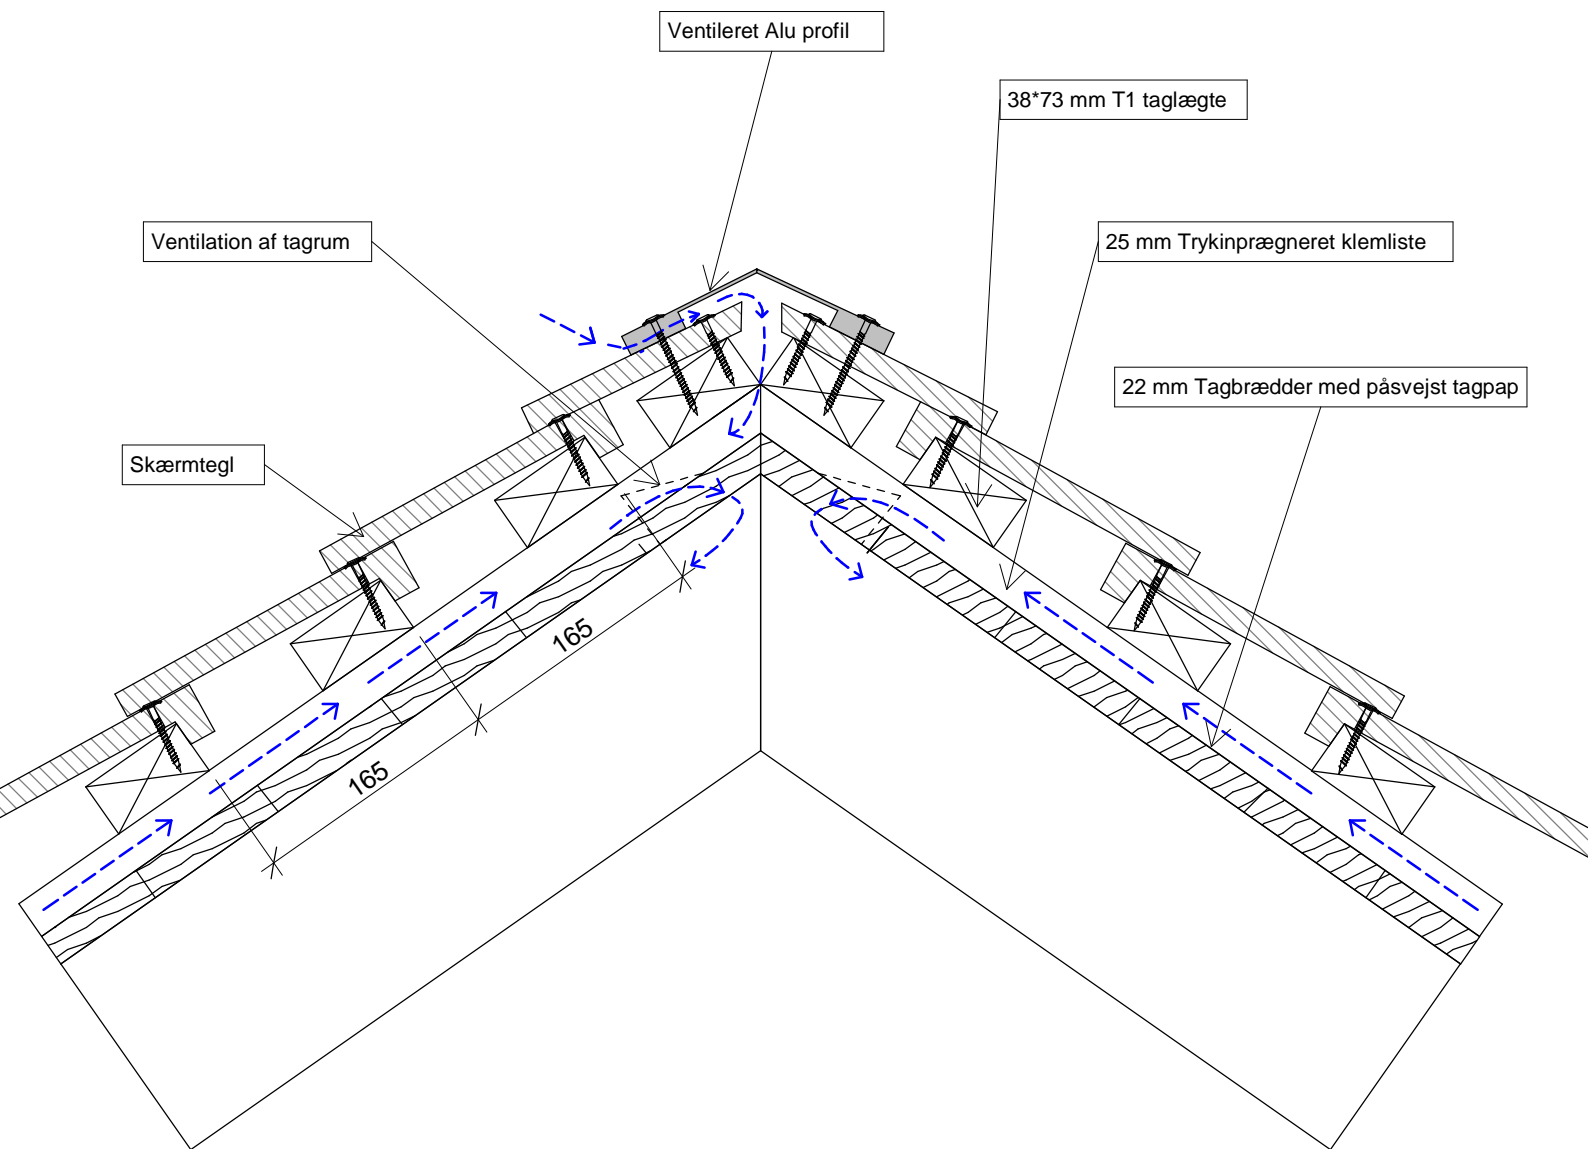 Ventileret Alu profil
38*73 mm T1 taglægte
Ventilation af tagrum
25 mm Trykinprægneret klemliste
22 mm Tagbrædder med påsvejst tagpap
Skærmtegl
165
165